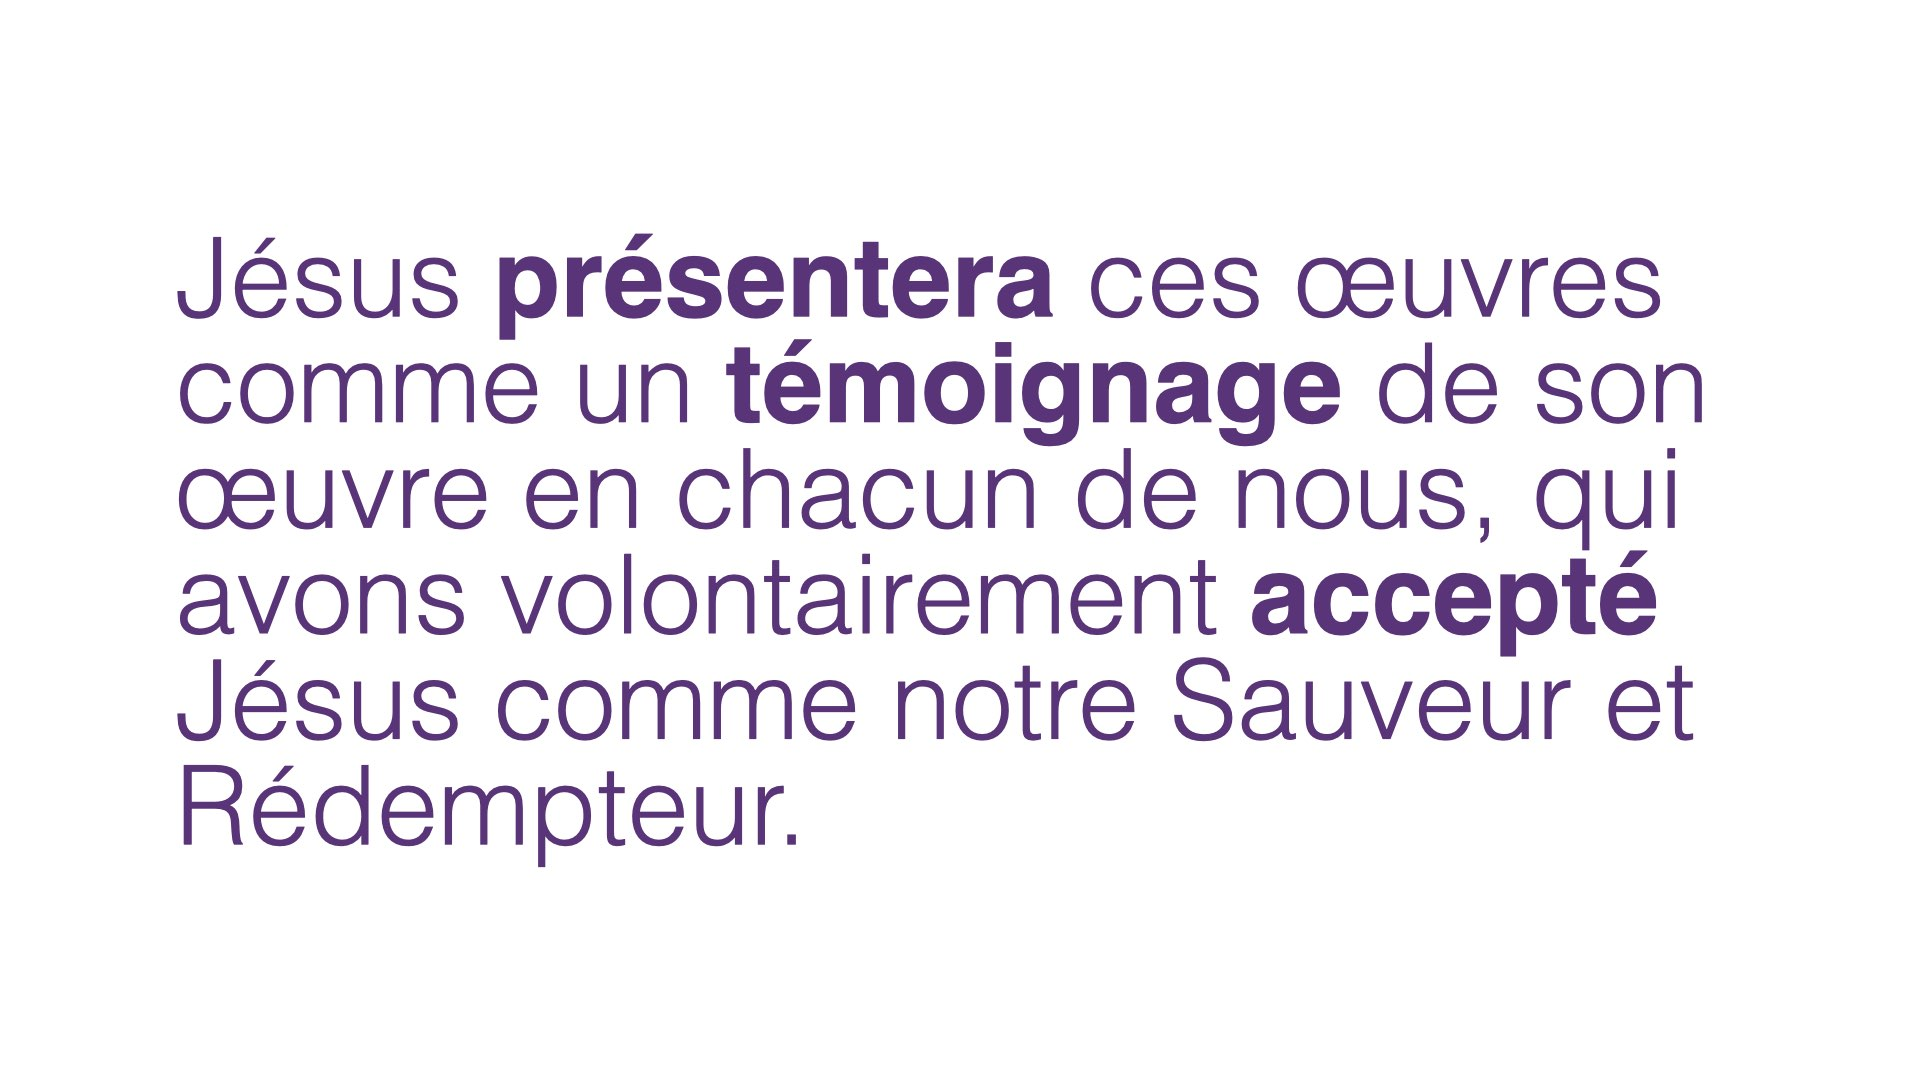 Jésus présentera ces œuvres
comme un témoignage de son
œuvre en chacun de nous, qui
avons volontairement accepté
Jésus comme notre Sauveur et
Rédempteur.